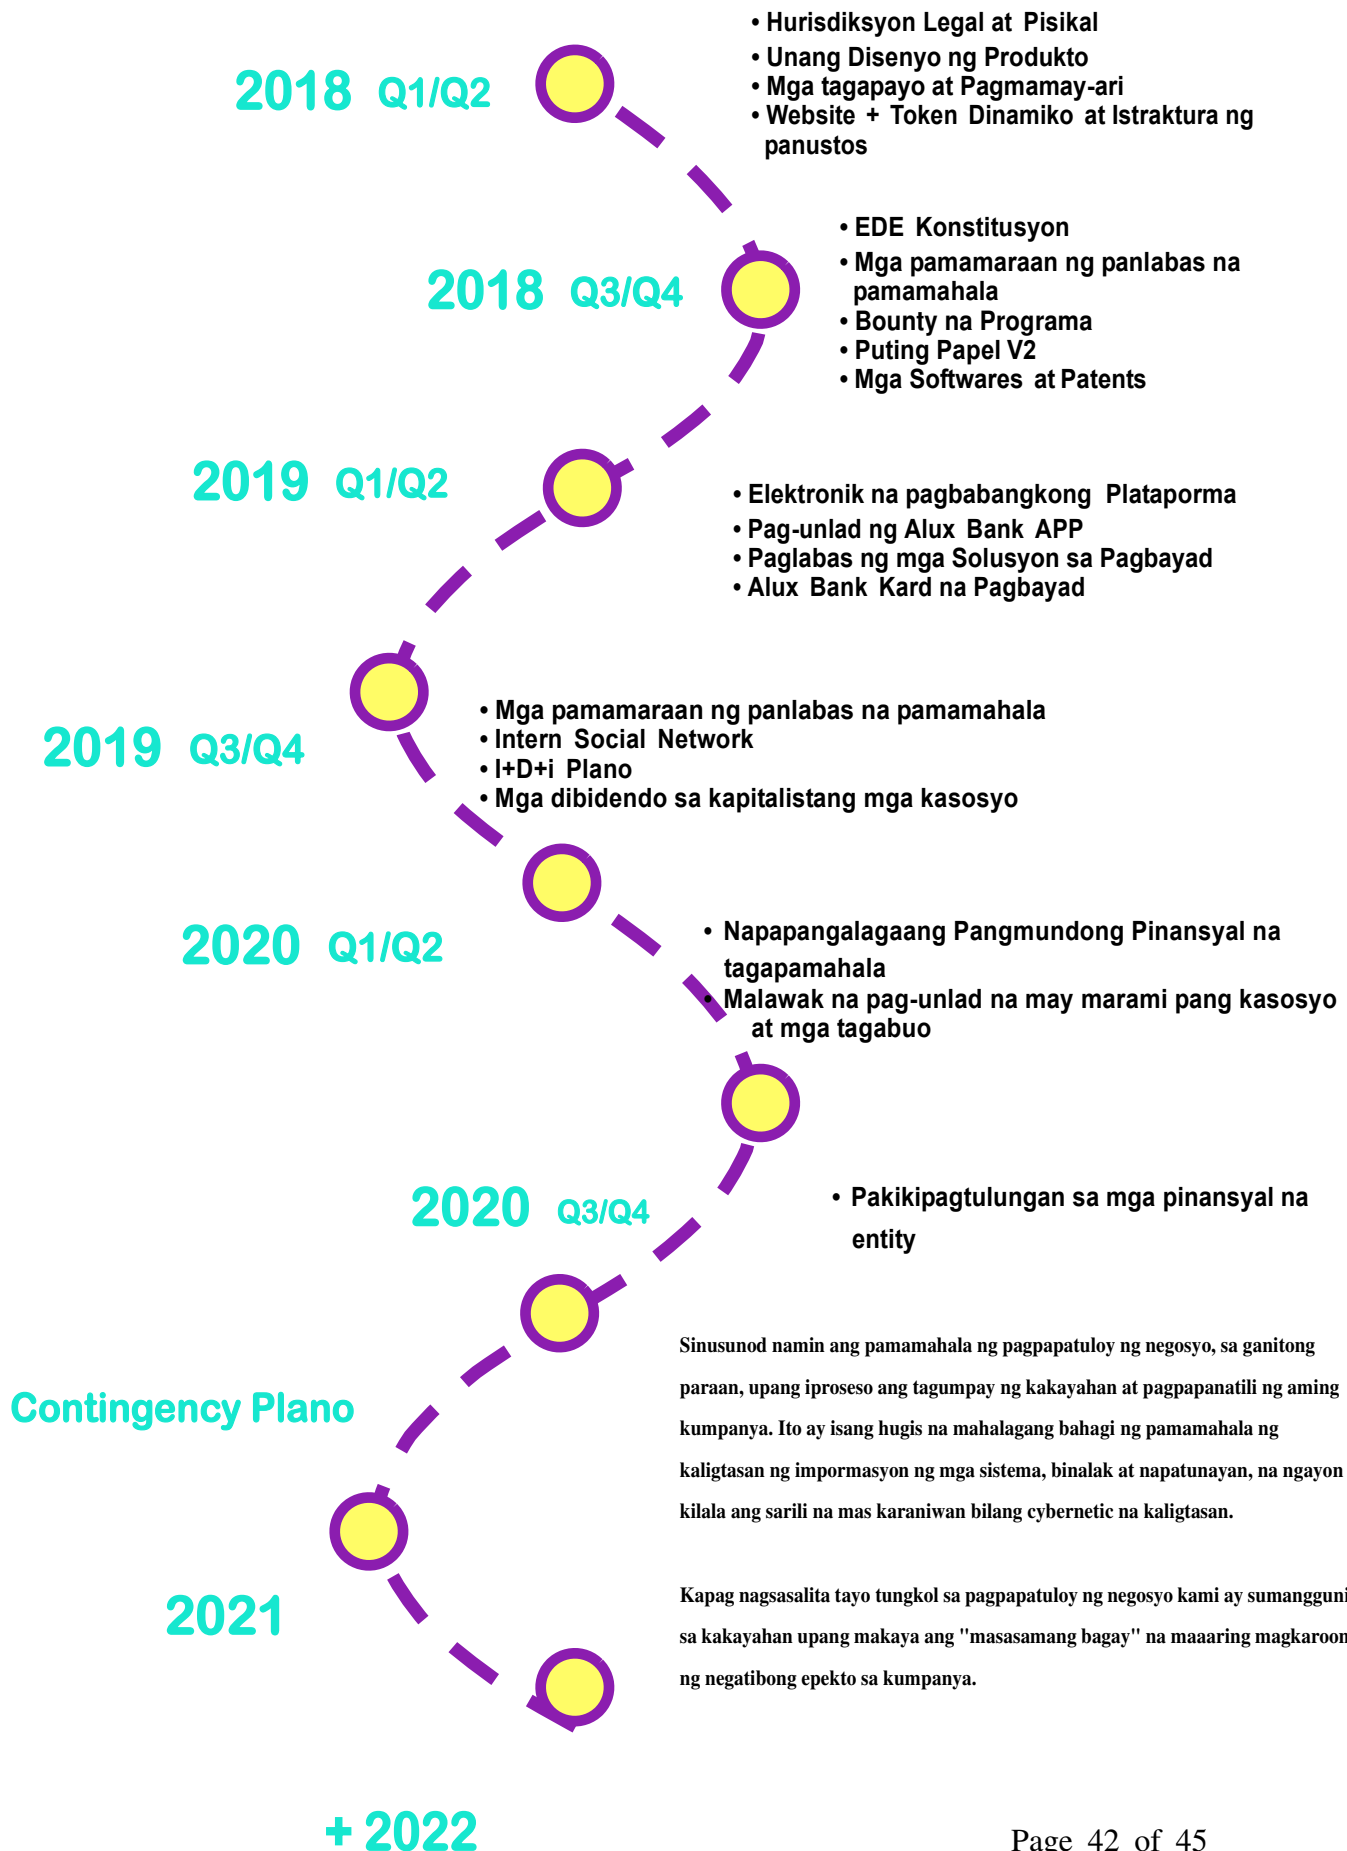 • Hurisdiksyon Legal at Pisikal
2018 Q1/Q2
• Unang Disenyo ng Produkto
• Mga tagapayo at Pagmamay-ari
• Website + Token Dinamiko at Istraktura ng
panustos
• EDE Konstitusyon
• Mga pamamaraan ng panlabas na
pamamahala
2018 Q3/Q4
• Bounty na Programa
• Puting Papel V2
• Mga Softwares at Patents
2019 Q1/Q2
• Elektronik na pagbabangkong Plataporma
• Pag-unlad ng Alux Bank APP
• Paglabas ng mga Solusyon sa Pagbayad
• Alux Bank Kard na Pagbayad
2019 Q3/Q4
• Mga pamamaraan ng panlabas na pamamahala
• Intern Social Network
• I+D+i Plano
• Mga dibidendo sa kapitalistang mga kasosyo
2020 Q1/Q2
• Napapangalagaang Pangmundong Pinansyal na
tagapamahala
• Malawak na pag-unlad na may marami pang kasosyo
at mga tagabuo
2020 Q3/Q4
• Pakikipagtulungan sa mga pinansyal na
entity
Contingency Plano
Sinusunod namin ang pamamahala ng pagpapatuloy ng negosyo, sa ganitong
paraan, upang iproseso ang tagumpay ng kakayahan at pagpapanatili ng aming
kumpanya. Ito ay isang hugis na mahalagang bahagi ng pamamahala ng
kaligtasan ng impormasyon ng mga sistema, binalak at napatunayan, na ngayon
kilala ang sarili na mas karaniwan bilang cybernetic na kaligtasan.
2021
Kapag nagsasalita tayo tungkol sa pagpapatuloy ng negosyo kami ay sumangguni
sa kakayahan upang makaya ang "masasamang bagay" na maaaring magkaroon
ng negatibong epekto sa kumpanya.
+ 2022
Page 42 of 45